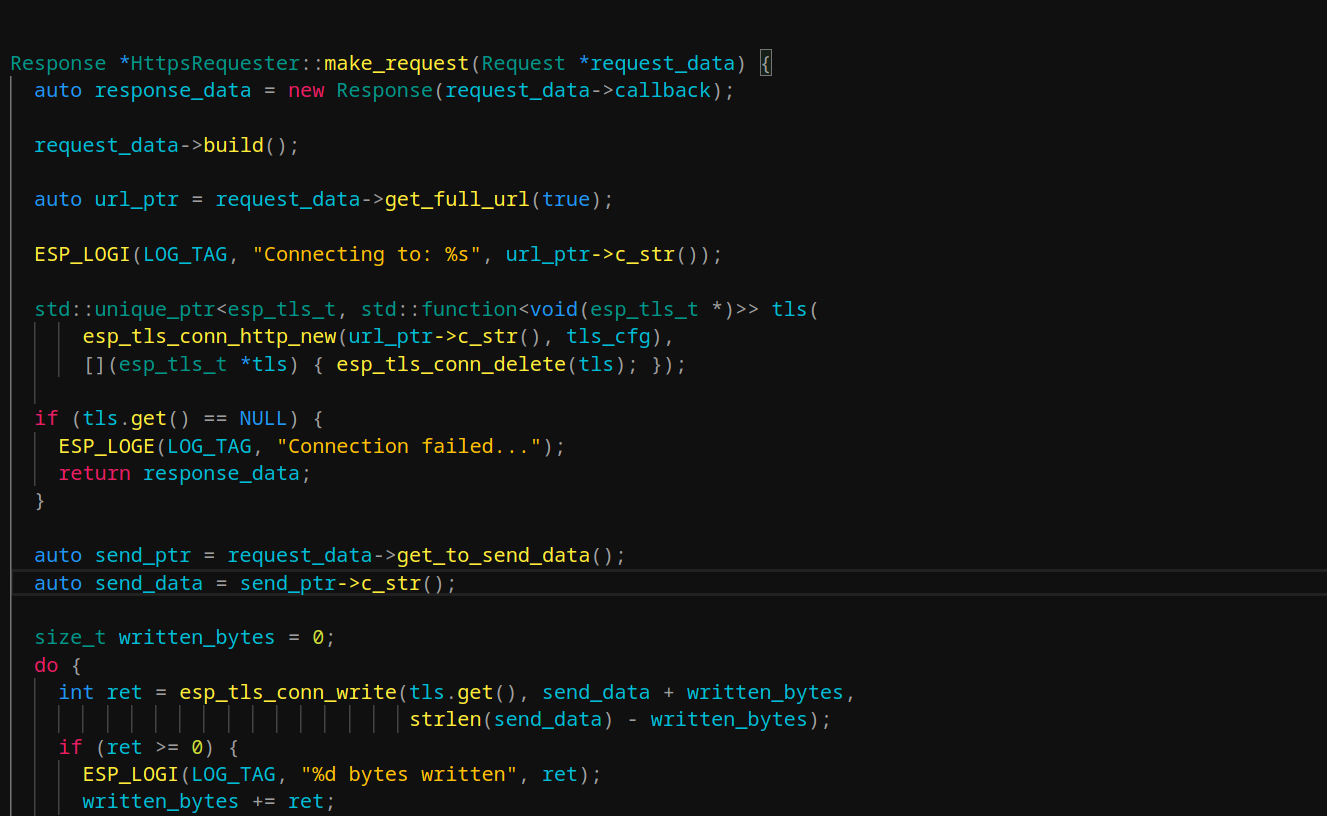 Response *HttpsRequester::make_request(Request *request_data) {
  auto response_data = new Response(request_data->callback);
  request_data->build();
  auto url_ptr = request_data->get_full_url(true);
  ESP_LOGI(LOG_TAG, "Connecting to: %s", url_ptr->c_str());
  std::unique_ptr<esp_tls_t, std::function<void(esp_tls_t *)>> tls(
      esp_tls_conn_http_new(url_ptr->c_str(), tls_cfg),
      [](esp_tls_t *tls) { esp_tls_conn_delete(tls); });
  if (tls.get() == NULL) {
    ESP_LOGE(LOG_TAG, "Connection failed...");
    return response_data;
  }
  auto send_ptr = request_data->get_to_send_data();
  auto send_data = send_ptr->c_str();
  size_t written_bytes = 0;
  do {
    int ret = esp_tls_conn_write(tls.get(), send_data + written_bytes,
                                 strlen(send_data) - written_bytes);
    if (ret >= 0) {
      ESP_LOGI(LOG_TAG, "%d bytes written", ret);
      written_bytes += ret;